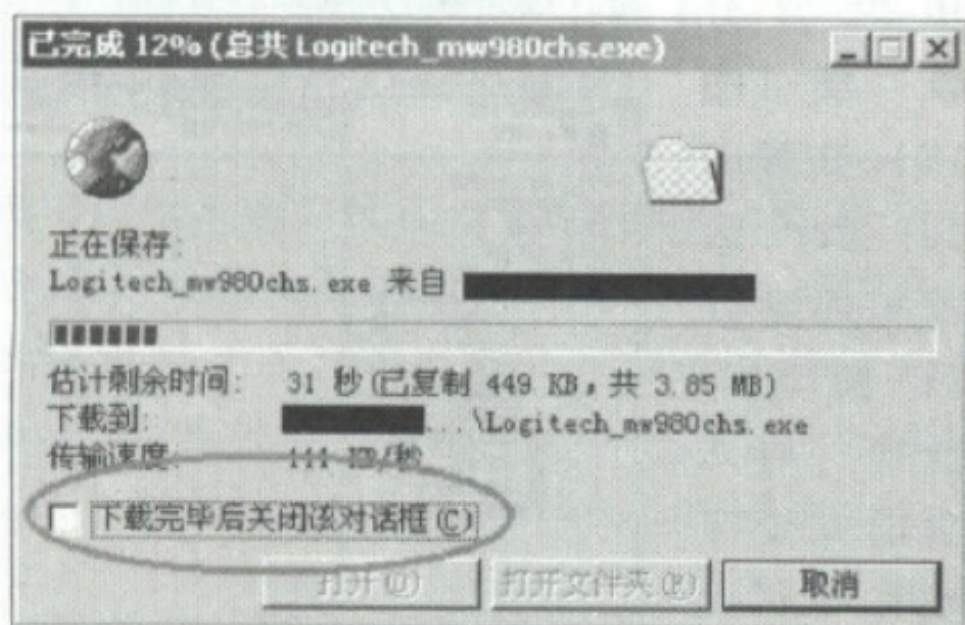 已完成 12% (总共 Logitech_mw980chs.exe)
正在保存:
Logitech_mw980chs.exe 来自
估计剩余时间: 31 秒(已复制 449 KB,共 3.85 MB)
下载到: ...\Logitech_mw980chs.exe
传输速度: 111 KB/秒
下载完毕后关闭该对话框(C)
打开(O) 打开文件夹(F) 取消